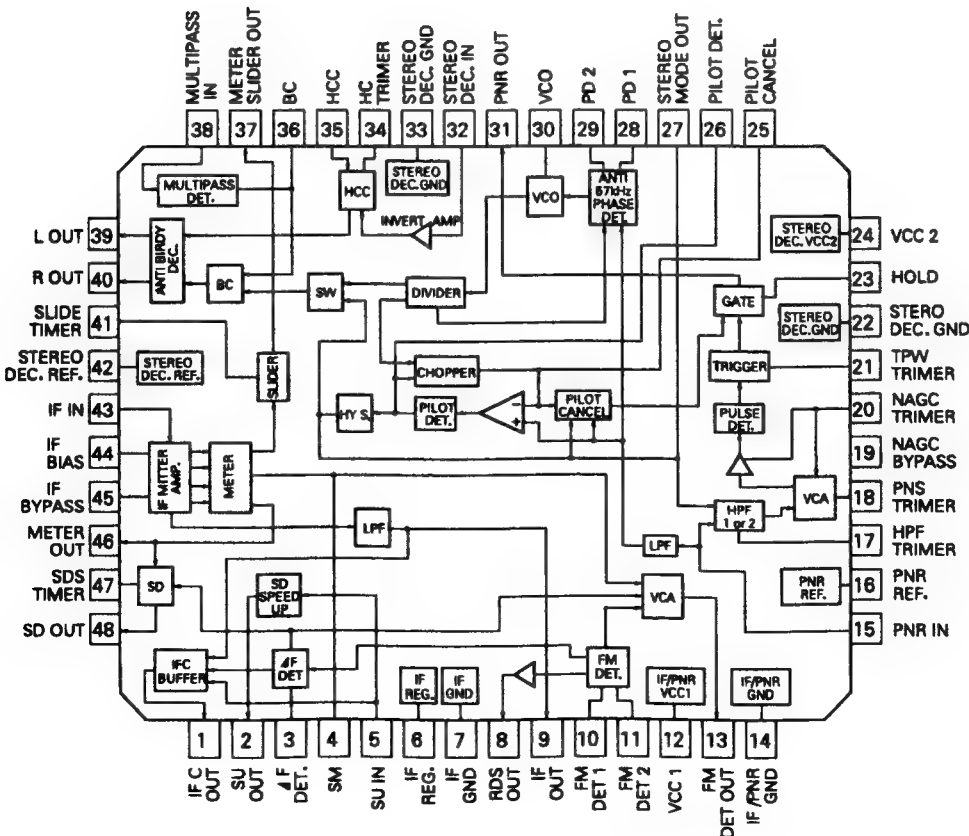 MULTIPASS
IN
METER
SLIDER OUT
BC
HCC
HC
TRIMER
STEREO
DEC. GND
STEREO
DEC. IN
PNR OUT
VCO
PD 2
PD 1
STEREO
MODE OUT
PILOT DET.
PILOT
CANCEL
38
37
36
35
34
33
32
31
30
29
28
27
26
25
MULTIPASS
DET.
HCC
STEREO
DEC.GND
INVERT AMP
VCO
ANTI
57kHz
PHASE
DET.
STEREO
DEC. VCC2
L OUT
39
R OUT
40
SLIDE
TIMER
41
STEREO
DEC. REF.
42
IF IN
43
IF
BIAS
44
IF
BYPASS
45
METER
OUT
46
SDS
TIMER
47
SD OUT
48
ANTI BIRDY
DEC.
BC
SW
DIVIDER
GATE
STEREO
DEC.GND
STEREO
DEC. REF.
SLIDER
CHOPPER
TRIGGER
HY S.
PILOT
DET.
-
+
PILOT
CANCEL
PULSE
DET.
IF MITTER
AMP.
METER
LPF
LPF
HPF
1 or 2
VCA
SD
SD
SPEED
UP
VCA
PNR
REF.
IFC
BUFFER
⊿F
DET
IF
REG.
IF
GND
FM
DET.
IF/PNR
VCC1
IF/PNR
GND
24
VCC 2
23
HOLD
22
STERO
DEC. GND
21
TPW
TRIMER
20
NAGC
TRIMER
19
NAGC
BYPASS
18
PNS
TRIMER
17
HPF
TRIMER
16
PNR
REF.
15
PNR IN
1
2
3
4
5
6
7
8
9
10
11
12
13
14
IF C
OUT
SU
OUT
⊿ F
DET.
SM
SU IN
IF
REG.
IF
GND
RDS
OUT
IF
OUT
FM
DET 1
FM
DET 2
VCC 1
FM
DET OUT
IF /PNR
GND